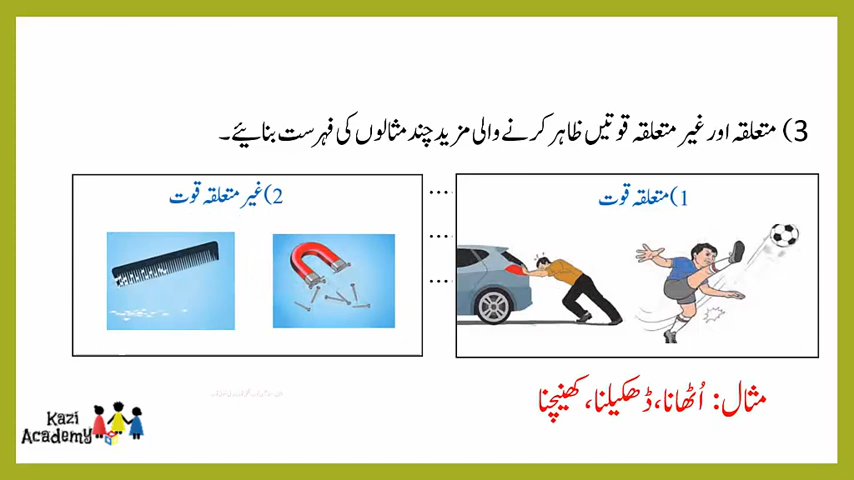 3) متعلقہ اور غیر متعلقہ قوتیں ظاہر کرنے والی مزید چند مثالوں کی فہرست بنائیے۔
1) متعلقہ قوت
2) غیر متعلقہ قوت
مثال: اُٹھانا، ڈھکیلنا، کھنیچنا
Kazi
Academy